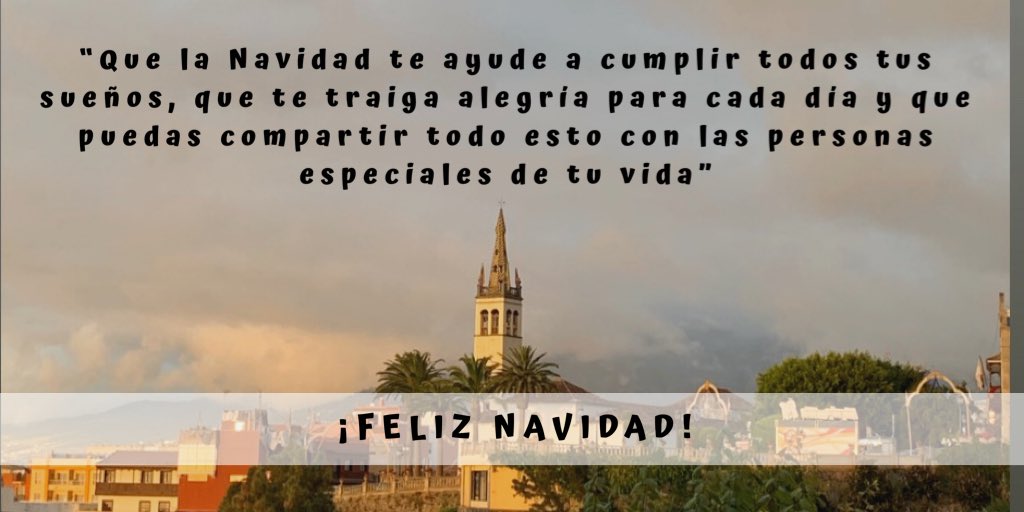 "Que la Navidad te ayude a cumplir todos tus
sueños, que te traiga alegría para cada día y que
puedas compartir todo esto con las personas
especiales de tu vida"
¡FELIZ NAVIDAD!